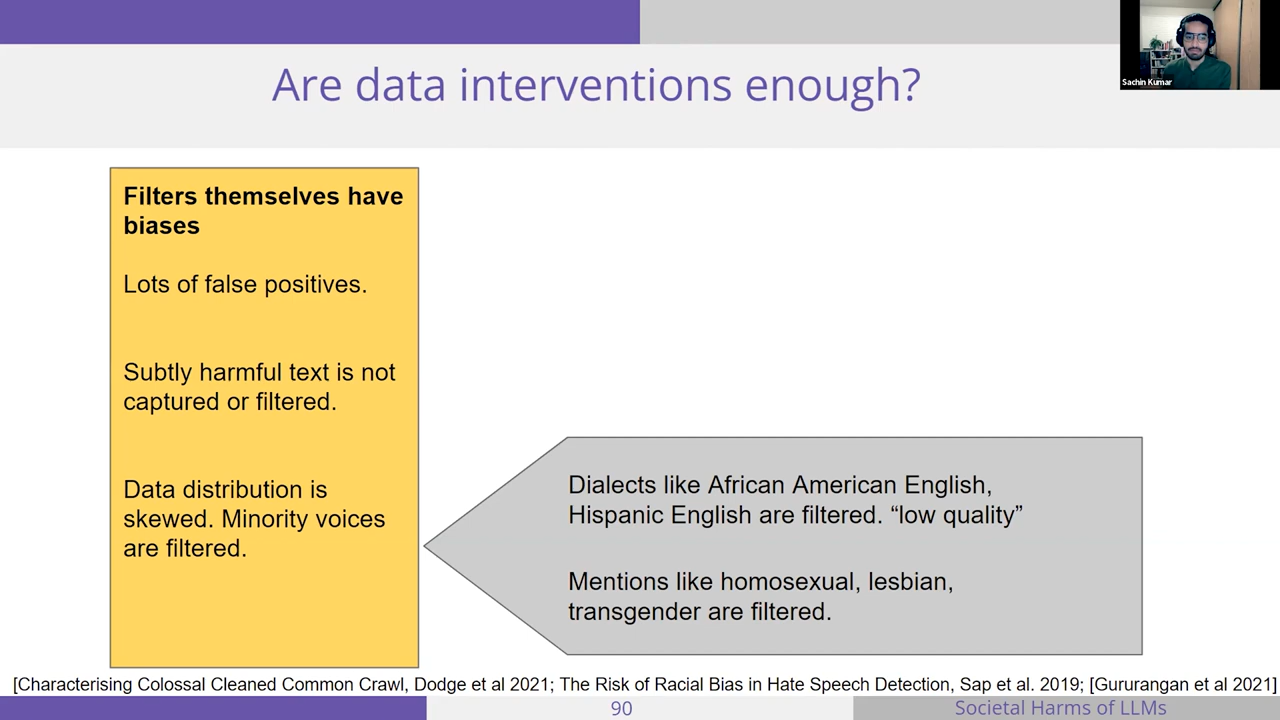 Sachin Kumar
Are data interventions enough?
Filters themselves have
biases
Lots of false positives.
Subtly harmful text is not
captured or filtered.
Data distribution is
skewed. Minority voices
are filtered.
Dialects like African American English,
Hispanic English are filtered. “low quality”
Mentions like homosexual, lesbian,
transgender are filtered.
[Characterising Colossal Cleaned Common Crawl, Dodge et al 2021; The Risk of Racial Bias in Hate Speech Detection, Sap et al. 2019; [Gururangan et al 2021]
90
Societal Harms of LLMs